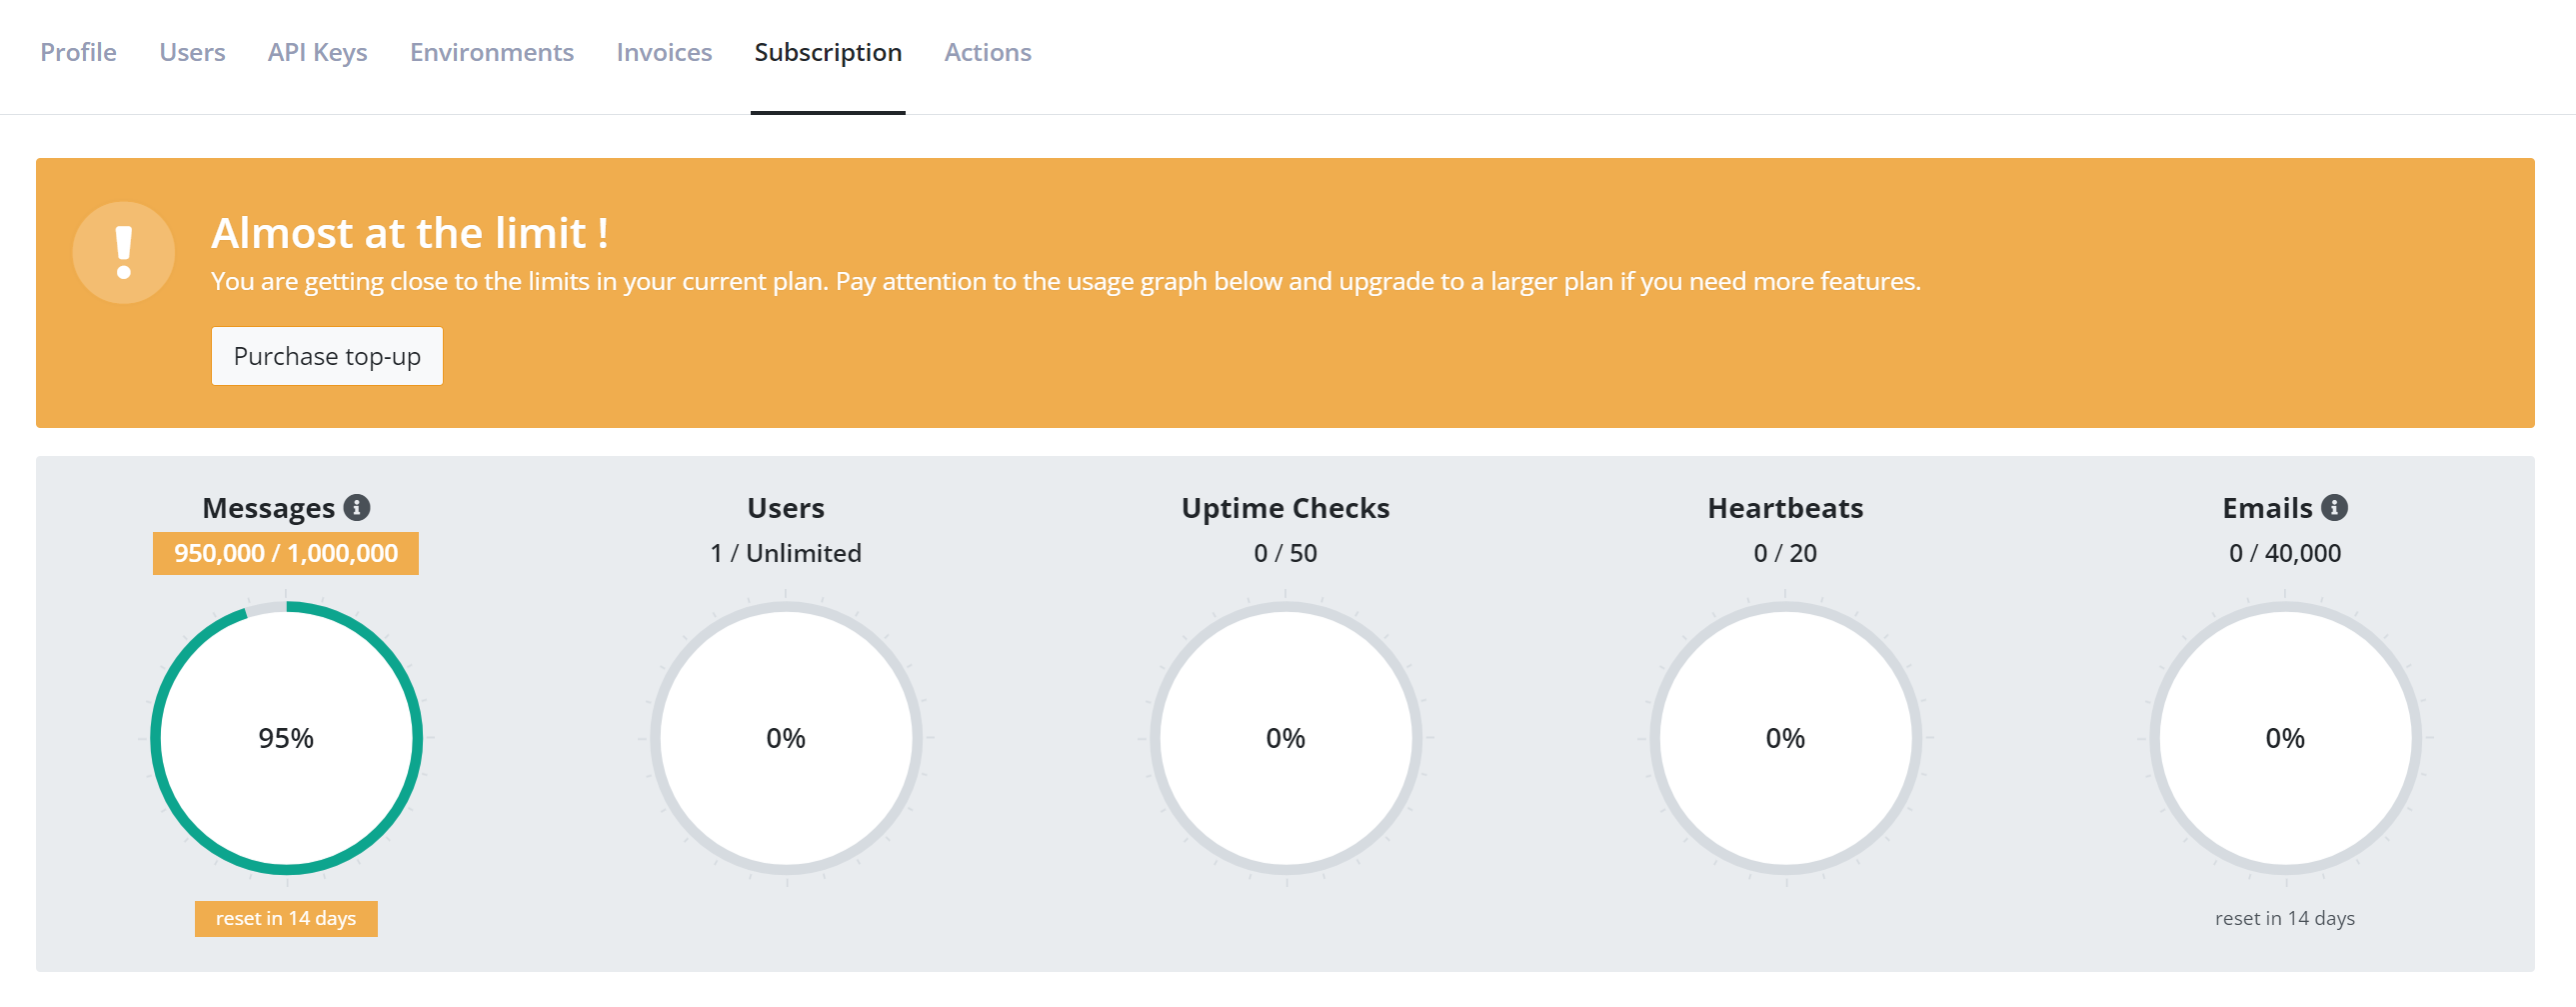 Profile Users API Keys Environments Invoices Subscription Actions
Almost at the limit !
You are getting close to the limits in your current plan. Pay attention to the usage graph below and upgrade to a larger plan if you need more features.
Purchase top-up
Messages
950,000 / 1,000,000
95%
reset in 14 days
Users
1 / Unlimited
0%
Uptime Checks
0 / 50
0%
Heartbeats
0 / 20
0%
Emails
0 / 40,000
0%
reset in 14 days